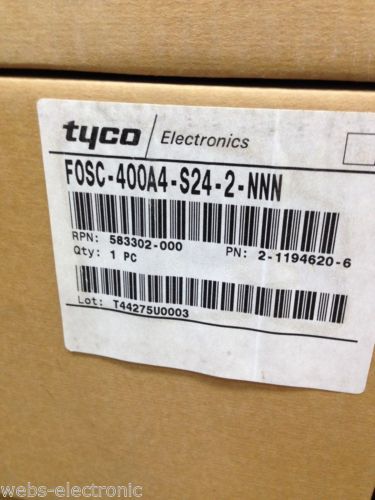 tyco / Electronics
FOSC-400A4-S24-2-NNN
RPN: 583302-000 PN: 2-1194620-6
Qty: 1 PC
Lot: T44275U0003
© webs-electronic